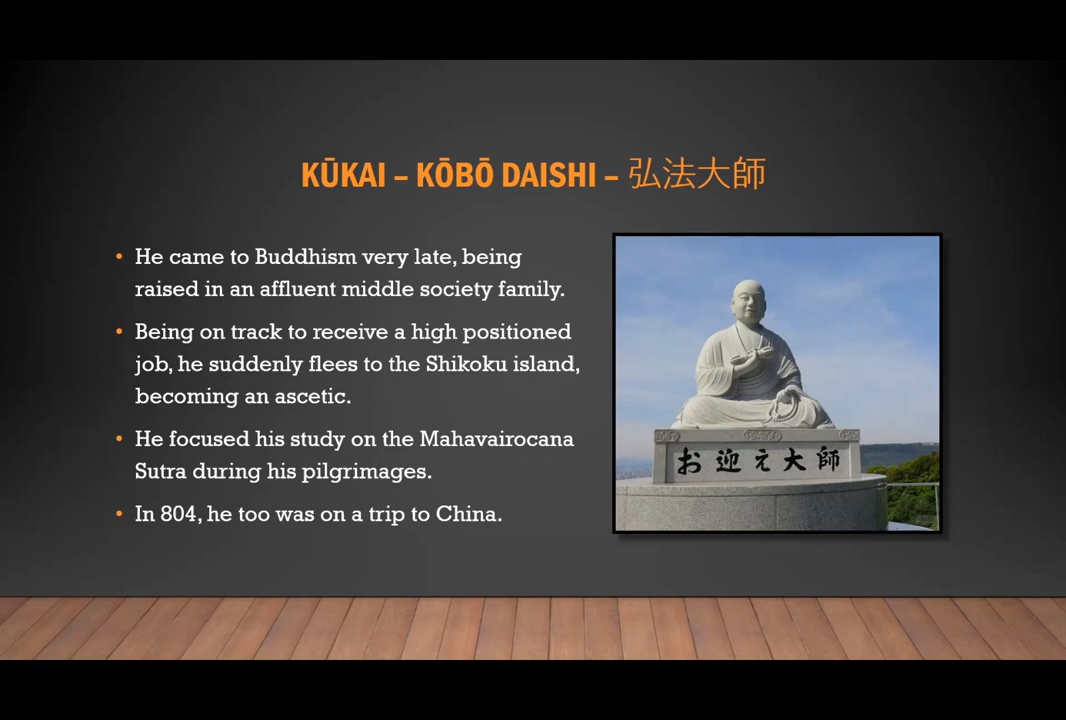 KŪKAI – KŌBŌ DAISHI – 弘法大師
• He came to Buddhism very late, being
raised in an affluent middle society family.
• Being on track to receive a high positioned
job, he suddenly flees to the Shikoku island,
becoming an ascetic.
• He focused his study on the Mahavairocana
Sutra during his pilgrimages.
• In 804, he too was on a trip to China.
お迎え大師